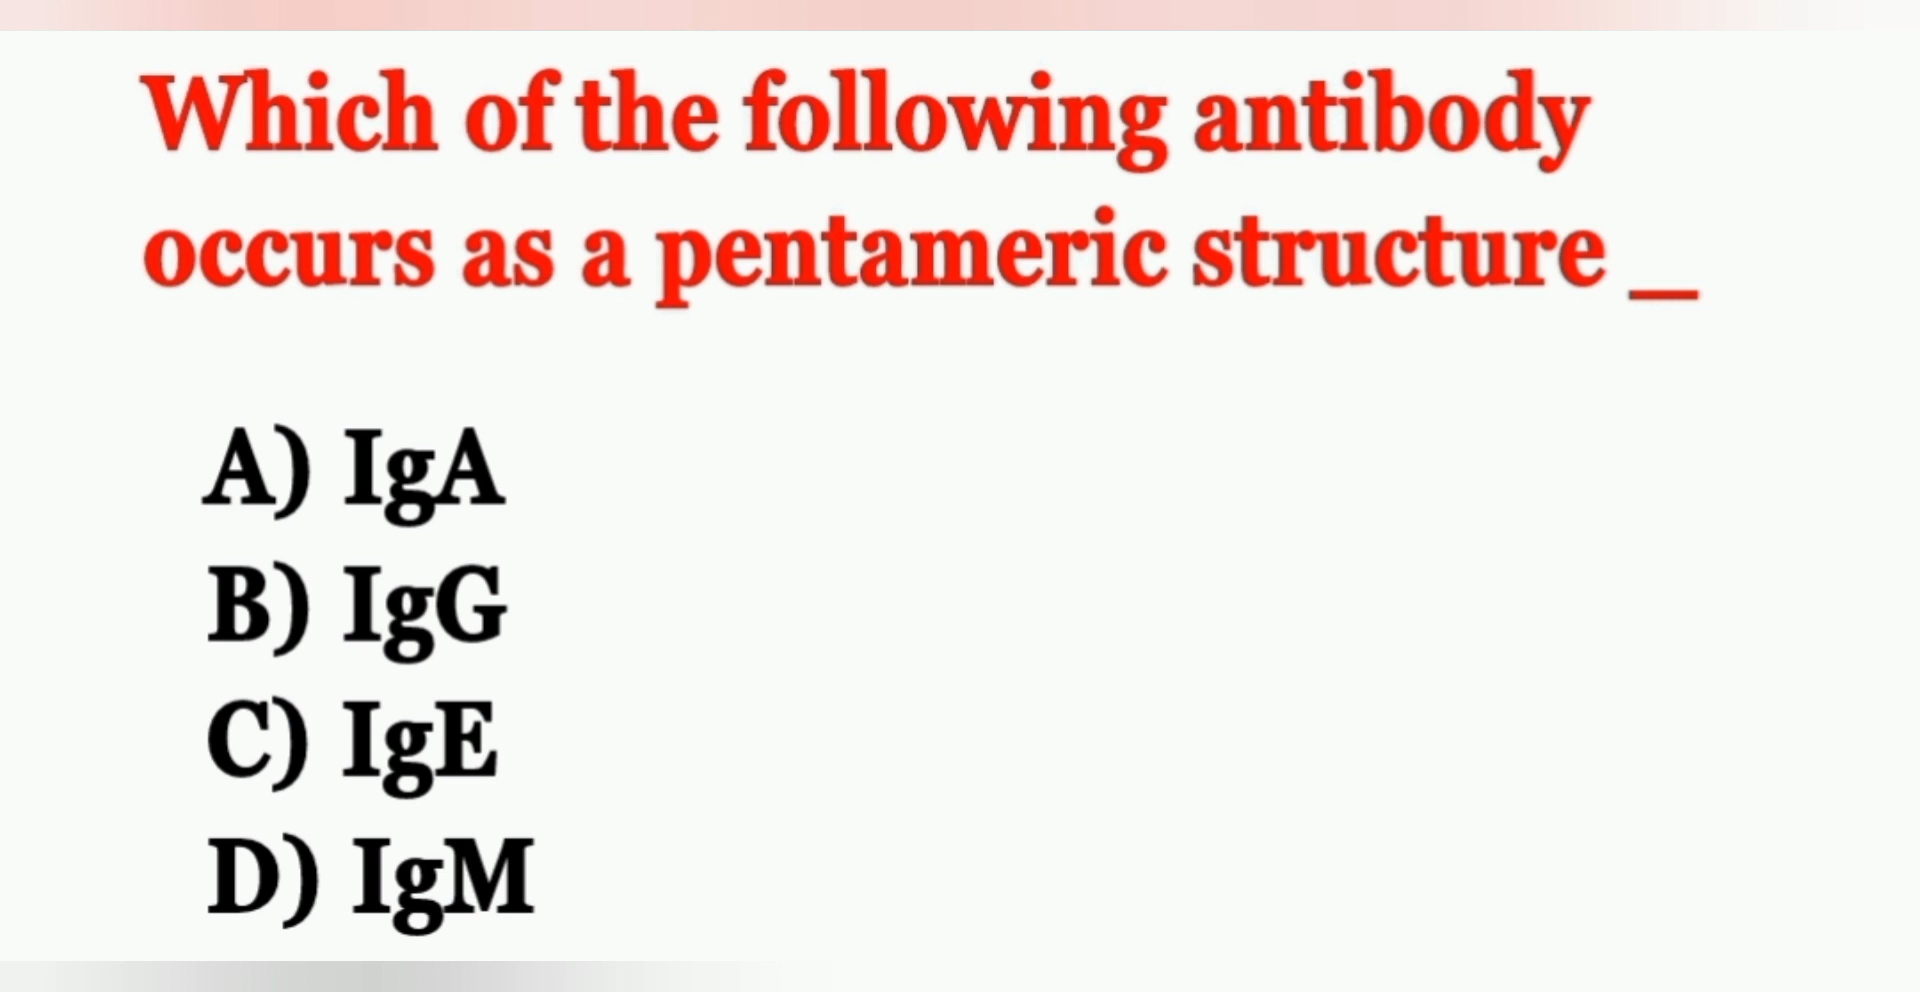 Which of the following antibody
occurs as a pentameric structure _
A) IgA
B) IgG
C) IgE
D) IgM